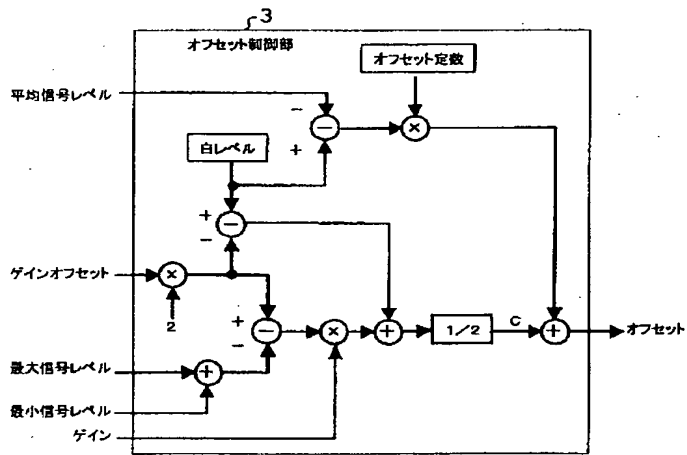 3
オフセット制御部
オフセット定数
平均信号レベル
−
×
−
+
白レベル
+
−
−
ゲインオフセット
×
2
+
−
−
×
+
1/2
C
+
オフセット
最大信号レベル
+
最小信号レベル
ゲイン